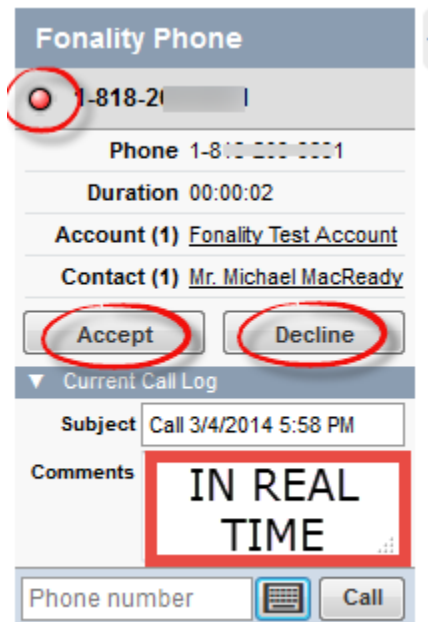 Fonality Phone
1-818-2
Phone 1-8
Duration 00:00:02
Account (1) Fonality Test Account
Contact (1) Mr. Michael MacReady
Accept Decline
Current Call Log
Subject Call 3/4/2014 5:58 PM
Comments IN REAL
TIME
Phone number Call